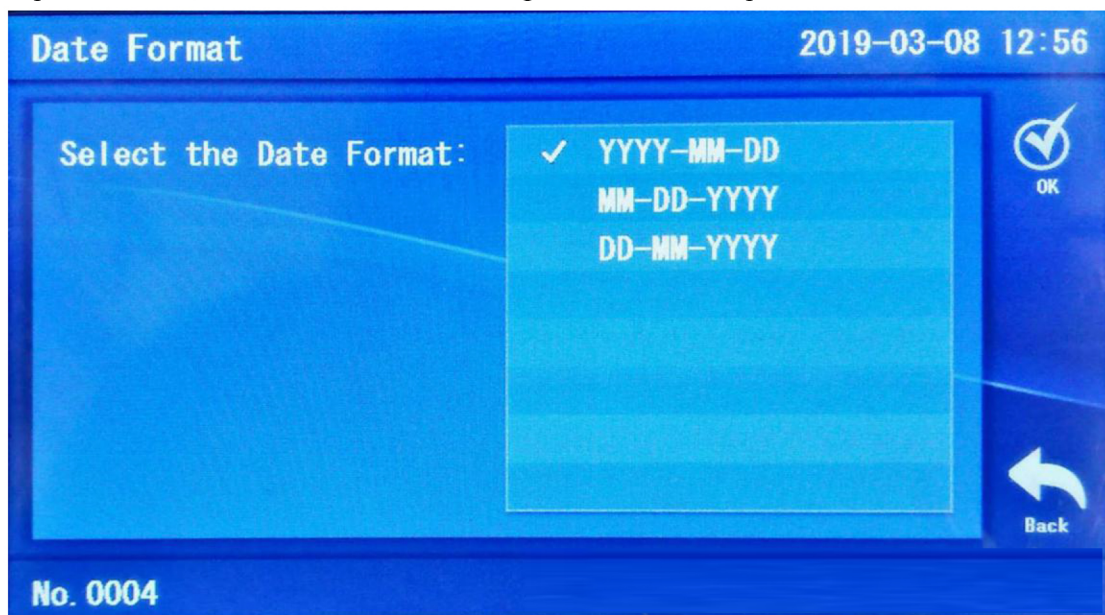 Date Format 2019-03-08 12:56
Select the Date Format:
✓ YYYY-MM-DD
MM-DD-YYYY
DD-MM-YYYY
OK
Back
No. 0004